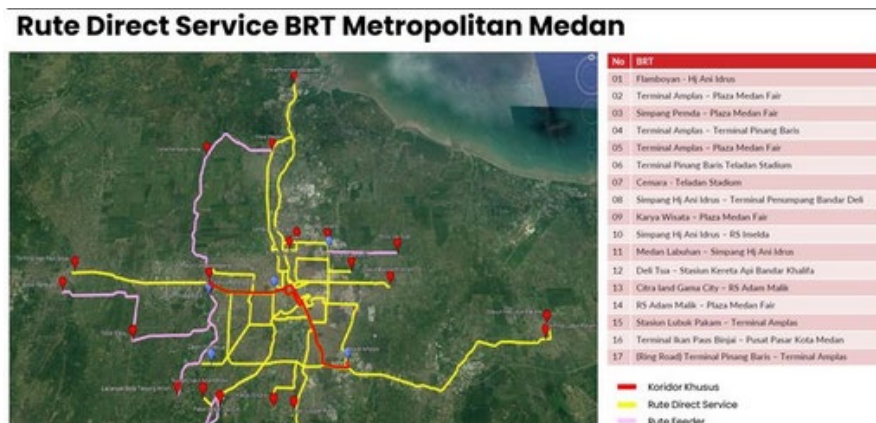 Rute Direct Service BRT Metropolitan Medan
No BRT
01 Flamboyan - Hj Ani Idrus
02 Terminal Amplas – Plaza Medan Fair
03 Simpang Pemda – Plaza Medan Fair
04 Terminal Amplas – Terminal Pinang Baris
05 Terminal Amplas – Plaza Medan Fair
06 Terminal Pinang Baris Teladan Stadium
07 Cemara - Teladan Stadium
08 Simpang Hj Ani Idrus – Terminal Penumpang Bandar Deli
09 Karya Wisata – Plaza Medan Fair
10 Simpang Hj Ani Idrus – RS Imelda
11 Medan Labuhan – Simpang Hj Ani Idrus
12 Deli Tua – Stasiun Kereta Api Bandar Khalifa
13 Citra land Gama City – RS Adam Malik
14 RS Adam Malik – Plaza Medan Fair
15 Stasiun Lubuk Pakam – Terminal Amplas
16 Terminal Ikan Paus Binjai – Pusat Pasar Kota Medan
17 (Ring Road) Terminal Pinang Baris – Terminal Amplas
Koridor Khusus
Rute Direct Service
Rute Feeder